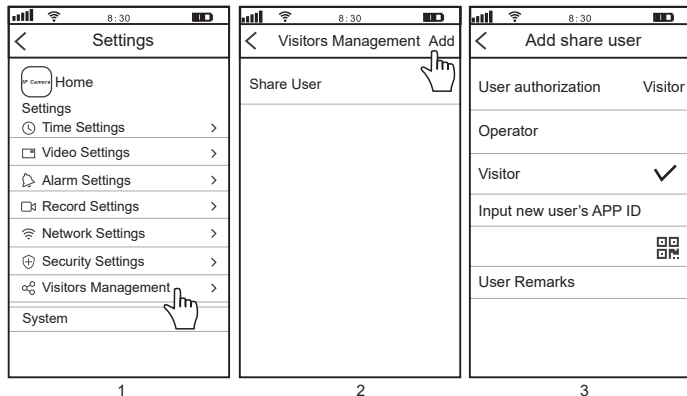 8:30
Settings
IP Camera
Home
Settings
Time Settings
Video Settings
Alarm Settings
Record Settings
Network Settings
Security Settings
Visitors Management
System
1
8:30
Visitors Management Add
Share User
2
8:30
Add share user
User authorization Visitor
Operator
Visitor
Input new user's APP ID
User Remarks
3